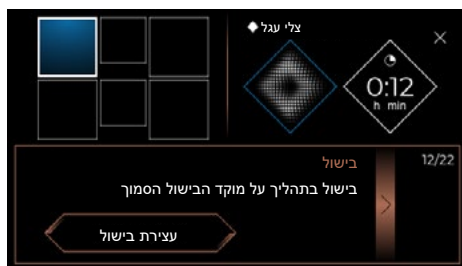 צלי עגל
0:12
h min
בישול
12/22
בישול בתהליך על מוקד הבישול הסמוך
עצירת בישול